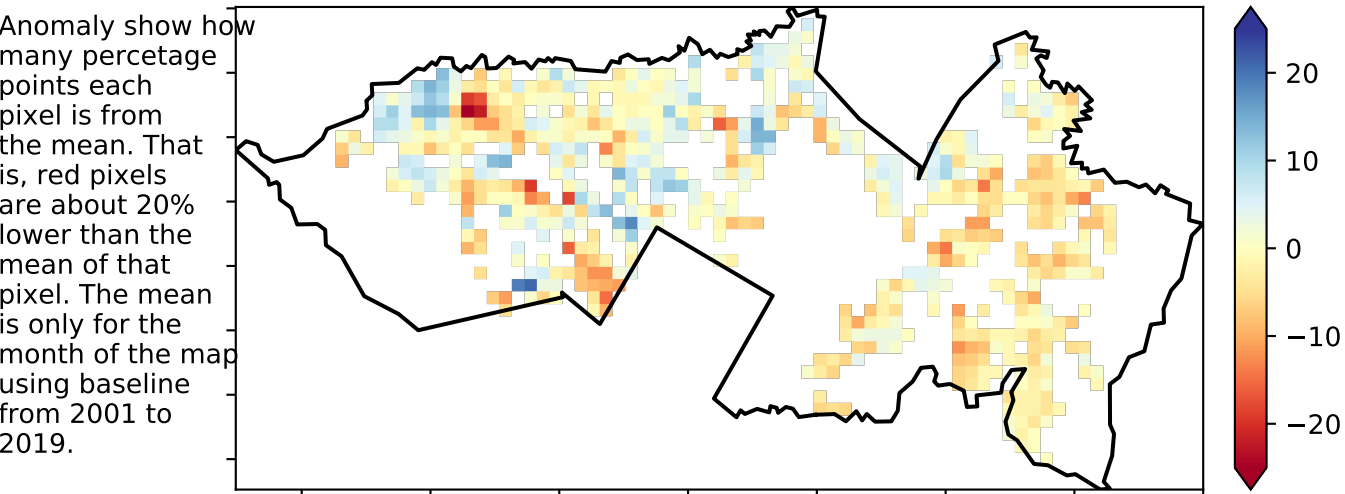 Anomaly show how
many percetage
points each
pixel is from
the mean. That
is, red pixels
are about 20%
lower than the
mean of that
pixel. The mean
is only for the
month of the map
using baseline
from 2001 to
2019.
20
10
0
−10
−20